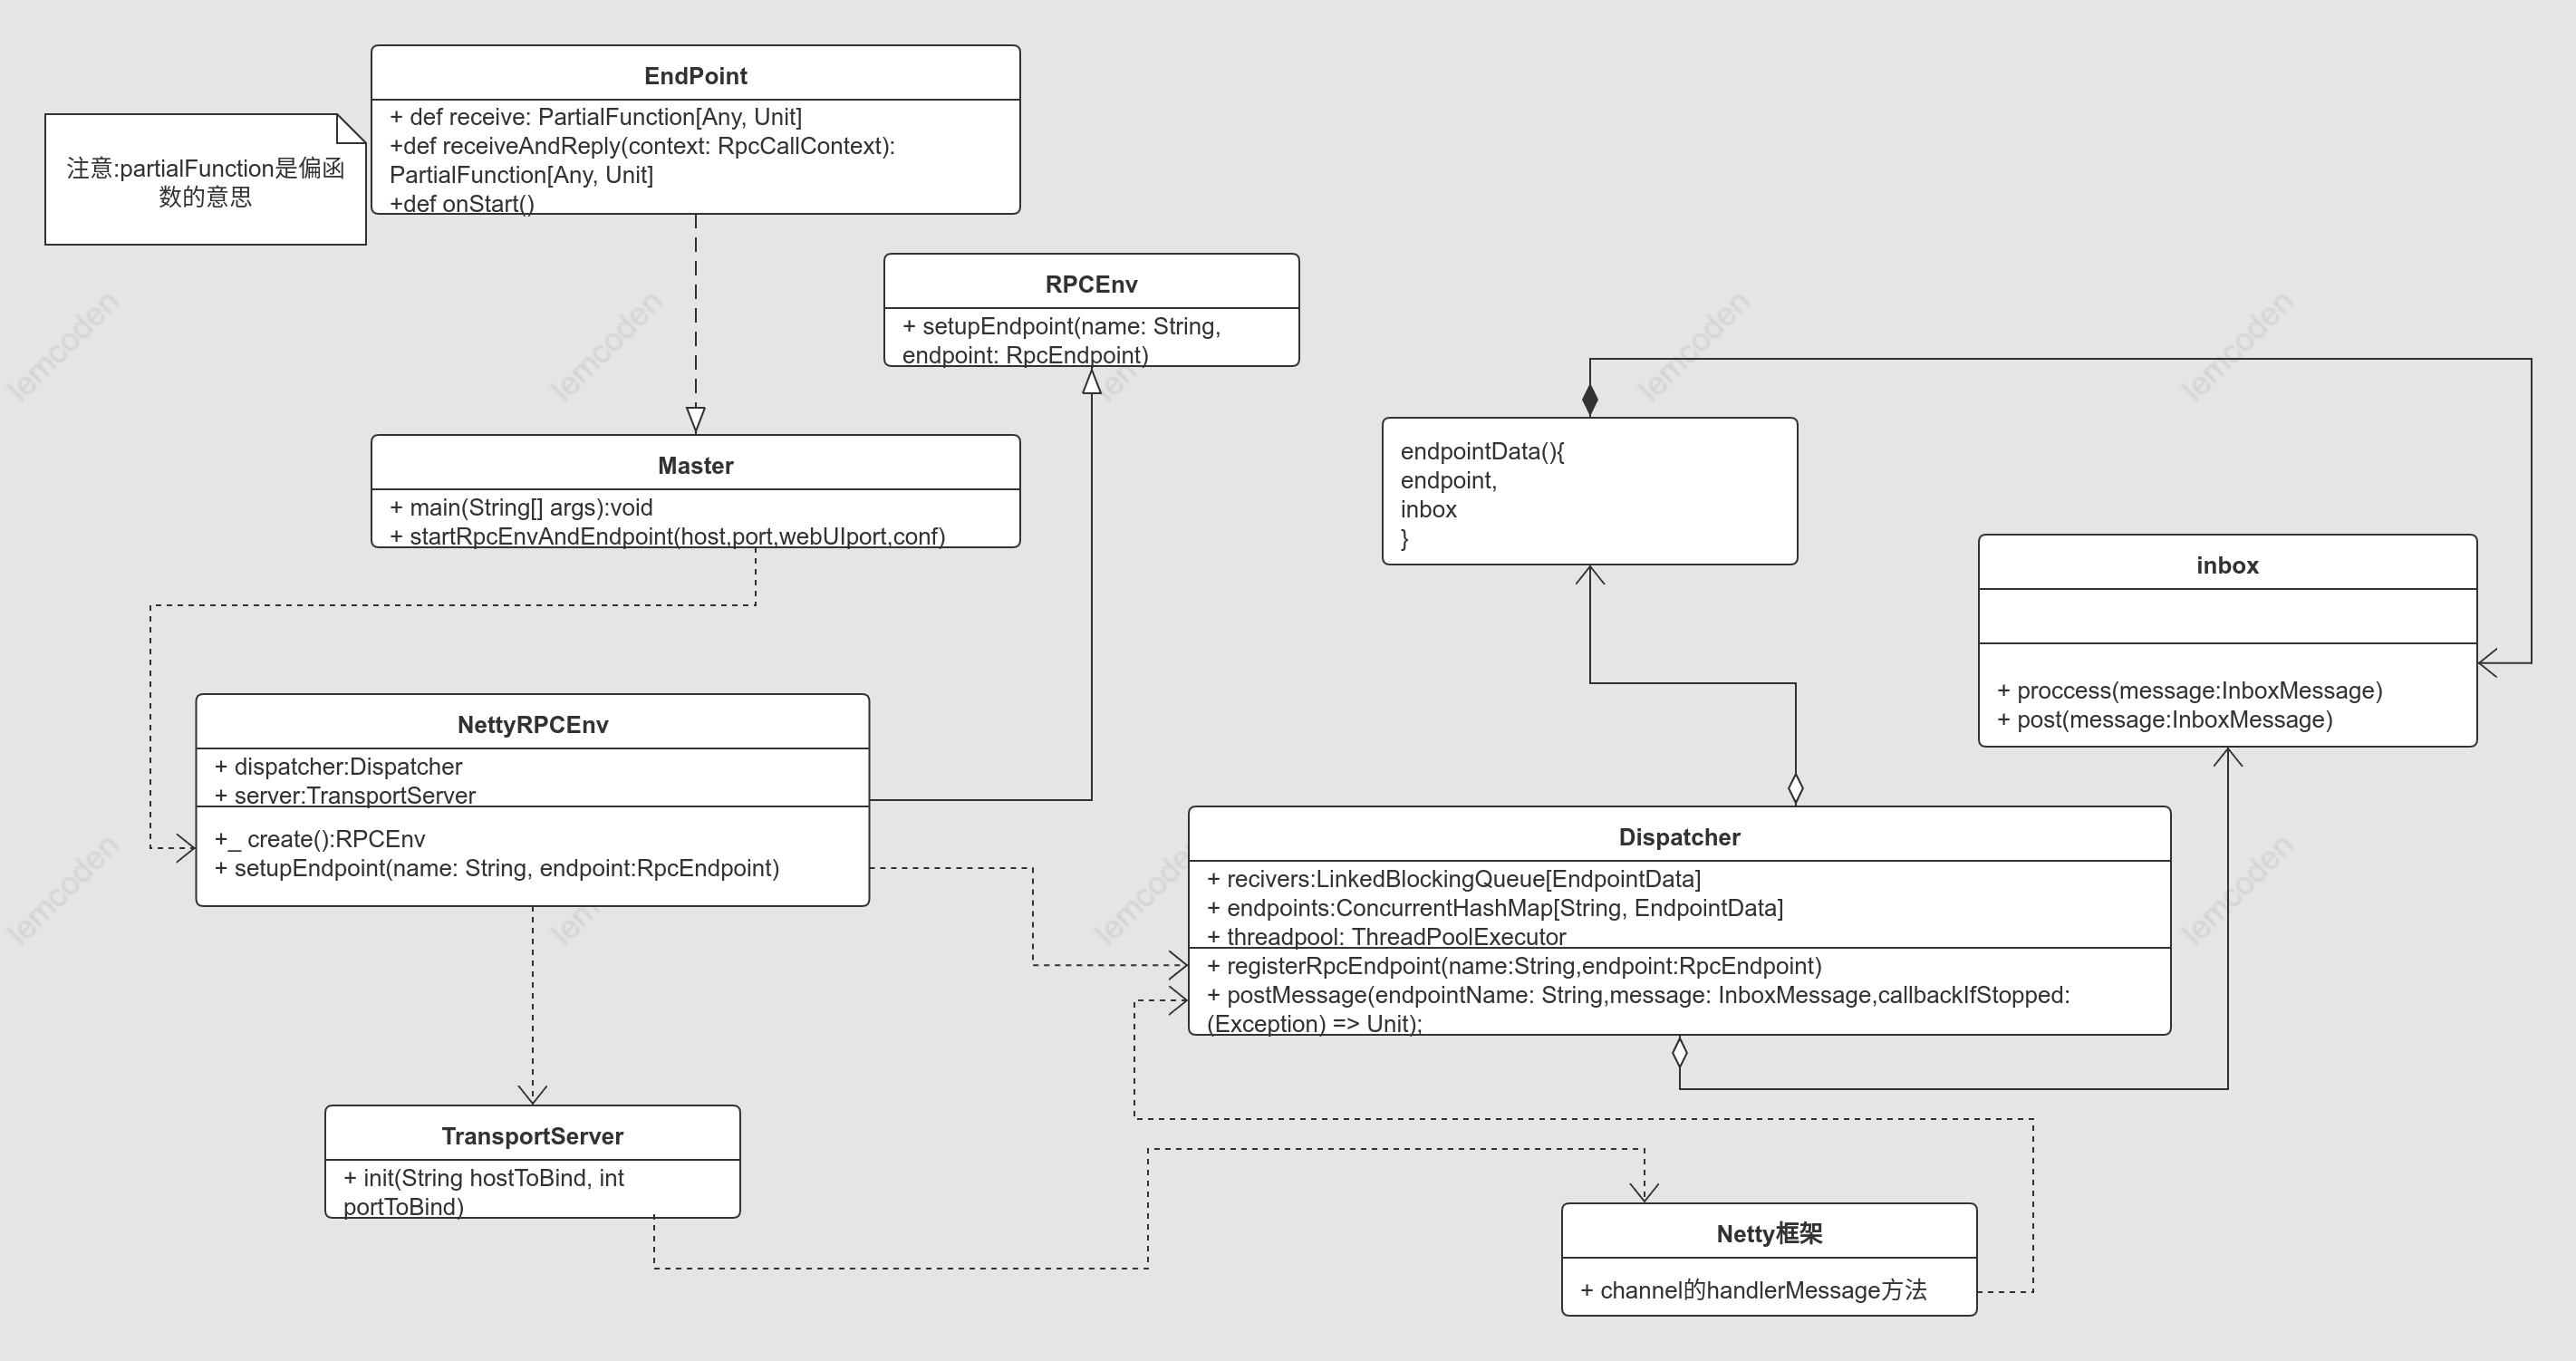 EndPoint
+ def receive: PartialFunction[Any, Unit]
+def receiveAndReply(context: RpcCallContext):
PartialFunction[Any, Unit]
+def onStart()
注意:partialFunction是偏函
数的意思
RPCEnv
+ setupEndpoint(name: String,
endpoint: RpcEndpoint)
lemcoden
lemcoden
lemcoden
lemcoden
Master
+ main(String[] args):void
+ startRpcEnvAndEndpoint(host,port,webUIport,conf)
endpointData(){
endpoint,
inbox
}
inbox
+ proccess(message:InboxMessage)
+ post(message:InboxMessage)
NettyRPCEnv
+ dispatcher:Dispatcher
+ server:TransportServer
+_ create():RPCEnv
+ setupEndpoint(name: String, endpoint:RpcEndpoint)
Dispatcher
+ recivers:LinkedBlockingQueue[EndpointData]
+ endpoints:ConcurrentHashMap[String, EndpointData]
+ threadpool: ThreadPoolExecutor
+ registerRpcEndpoint(name:String,endpoint:RpcEndpoint)
+ postMessage(endpointName: String,message: InboxMessage,callbackIfStopped:
(Exception) => Unit);
lemcoden
lemcoden
lemcoden
TransportServer
+ init(String hostToBind, int
portToBind)
Netty框架
+ channel的handlerMessage方法